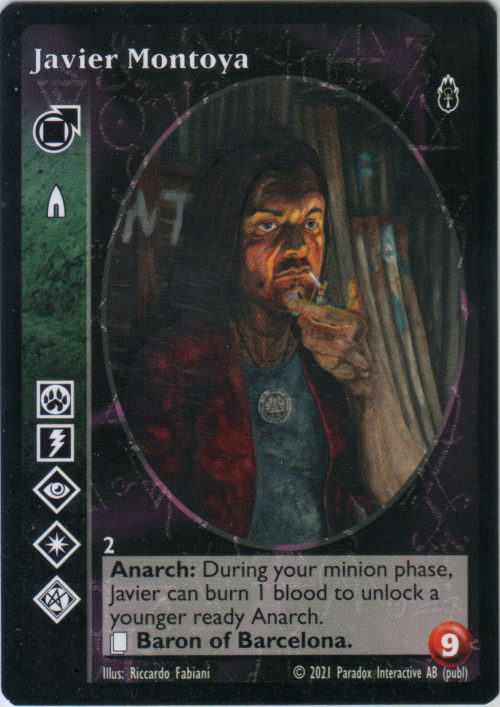 Javier Montoya
2
Anarch: During your minion phase,
Javier can burn 1 blood to unlock a
younger ready Anarch.
Baron of Barcelona.
9
Illus: Riccardo Fabiani © 2021 Paradox Interactive AB (publ)